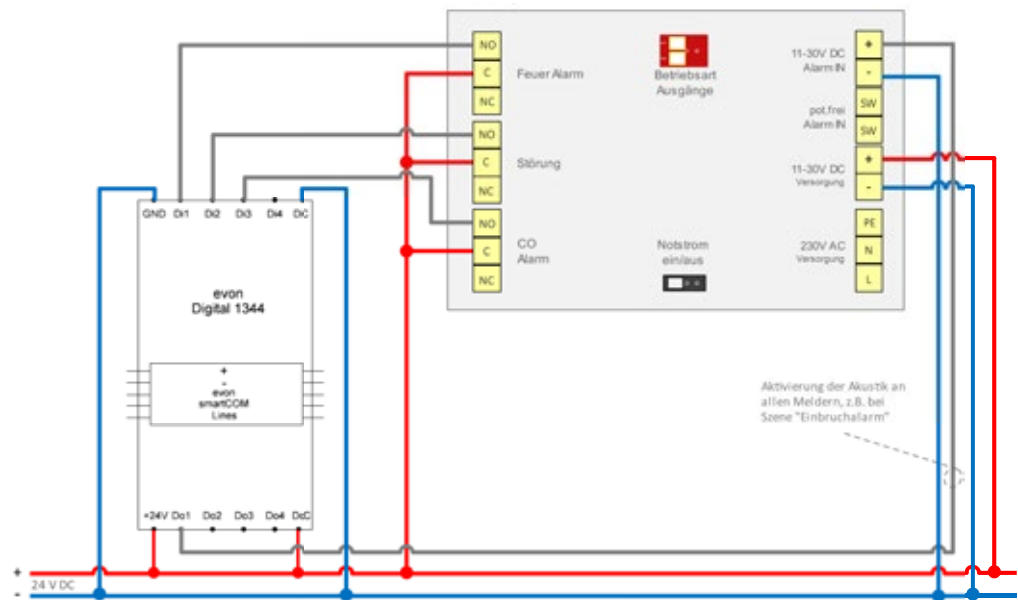 NO
C
NC
Feuer Alarm
NO
C
NC
Störung
NO
C
NC
CO
Alarm
Betriebsart
Ausgänge
Notstrom
ein/aus
11-30V DC
Alarm IN
pot.frei
Alarm IN
11-30V DC
Versorgung
230V AC
Versorgung
+
-
SW
SW
+
-
PE
N
L
GND Di1 Di2 Di3 Di4 DiC
evon
Digital 1344
+
-
evon
smartCOM
Lines
+24V Do1 Do2 Do3 Do4 DoC
Aktivierung der Akustik an
allen Meldern, z.B. bei
Szene "Einbruchalarm"
+
24 V DC
-